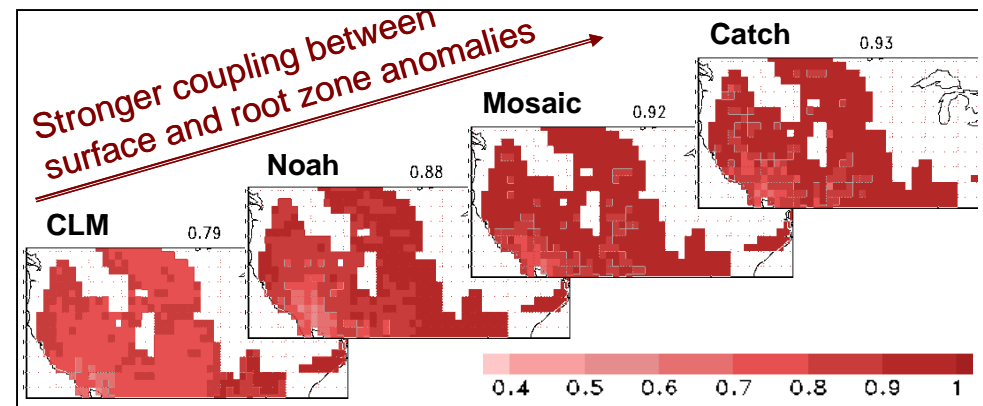 Stronger coupling between
surface and root zone anomalies
Catch
0.93
Mosaic
0.92
Noah
0.88
CLM
0.79
0.4 0.5 0.6 0.7 0.8 0.9 1